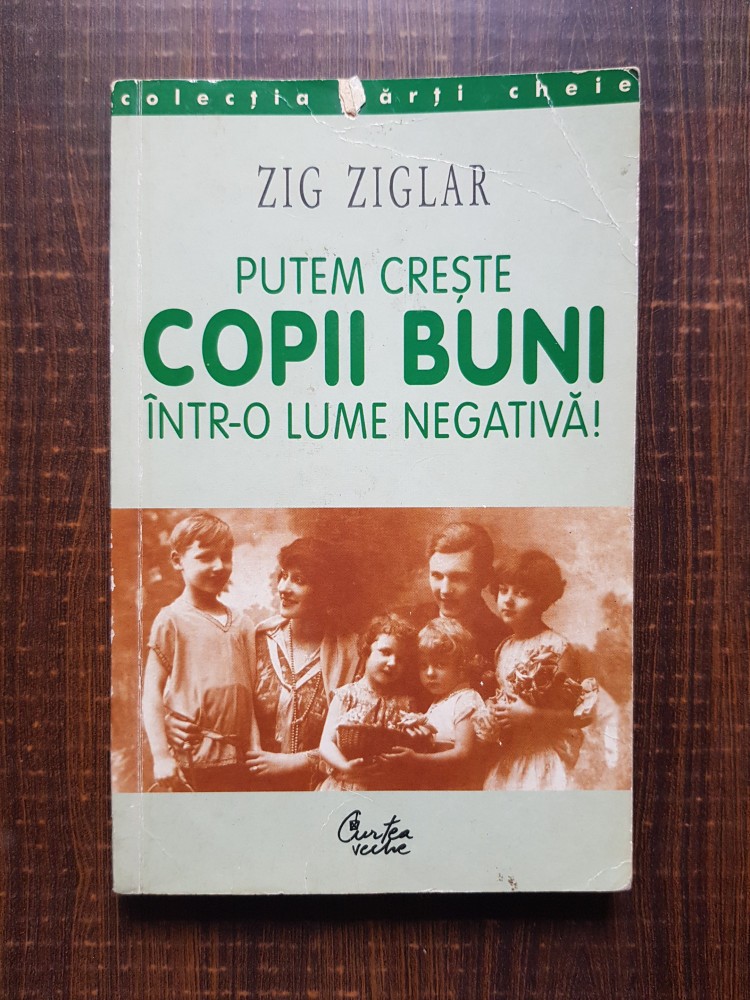 colecția cărți cheie
ZIG ZIGLAR
PUTEM CREȘTE
COPII BUNI
ÎNTR-O LUME NEGATIVĂ!
Curtea
veche